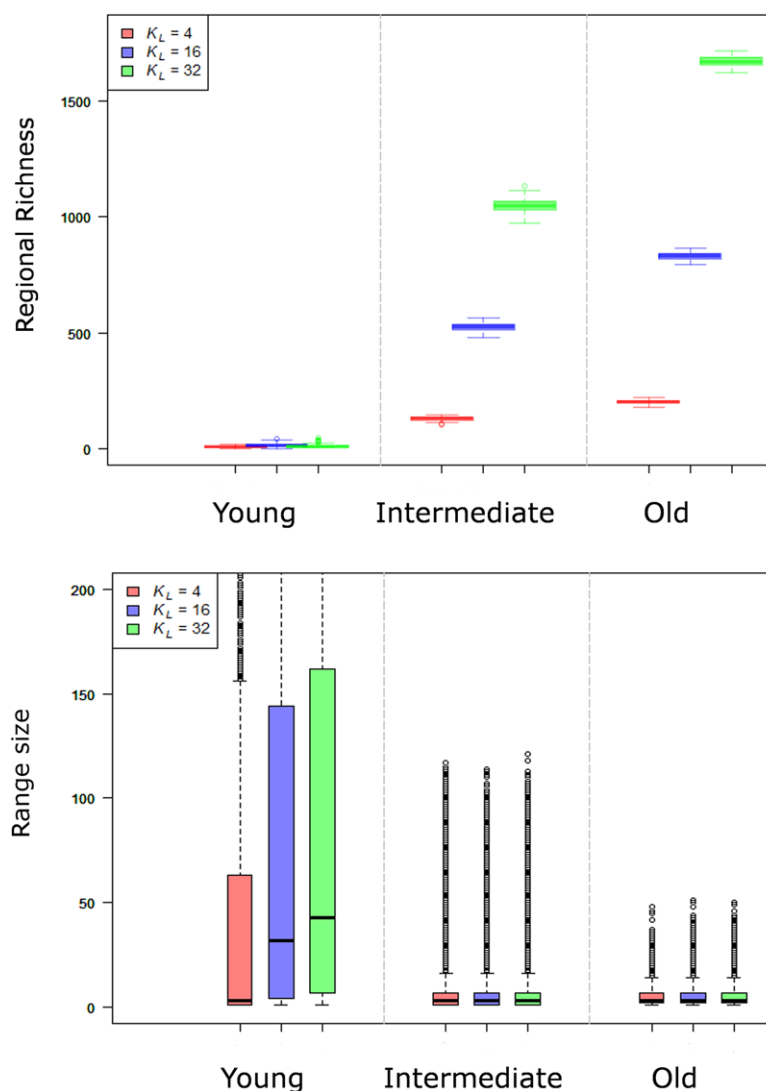 K_L = 4
K_L = 16
K_L = 32
Regional Richness
1500
1000
500
0
Young Intermediate Old
K_L = 4
K_L = 16
K_L = 32
Range size
200
150
100
50
0
Young Intermediate Old